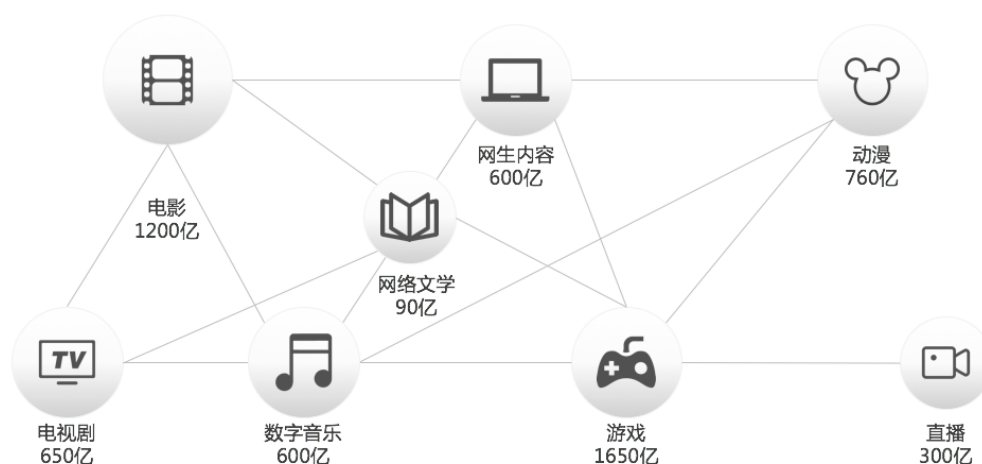 网生内容
600亿
动漫
760亿
电影
1200亿
网络文学
90亿
TV
电视剧
650亿
数字音乐
600亿
游戏
1650亿
直播
300亿